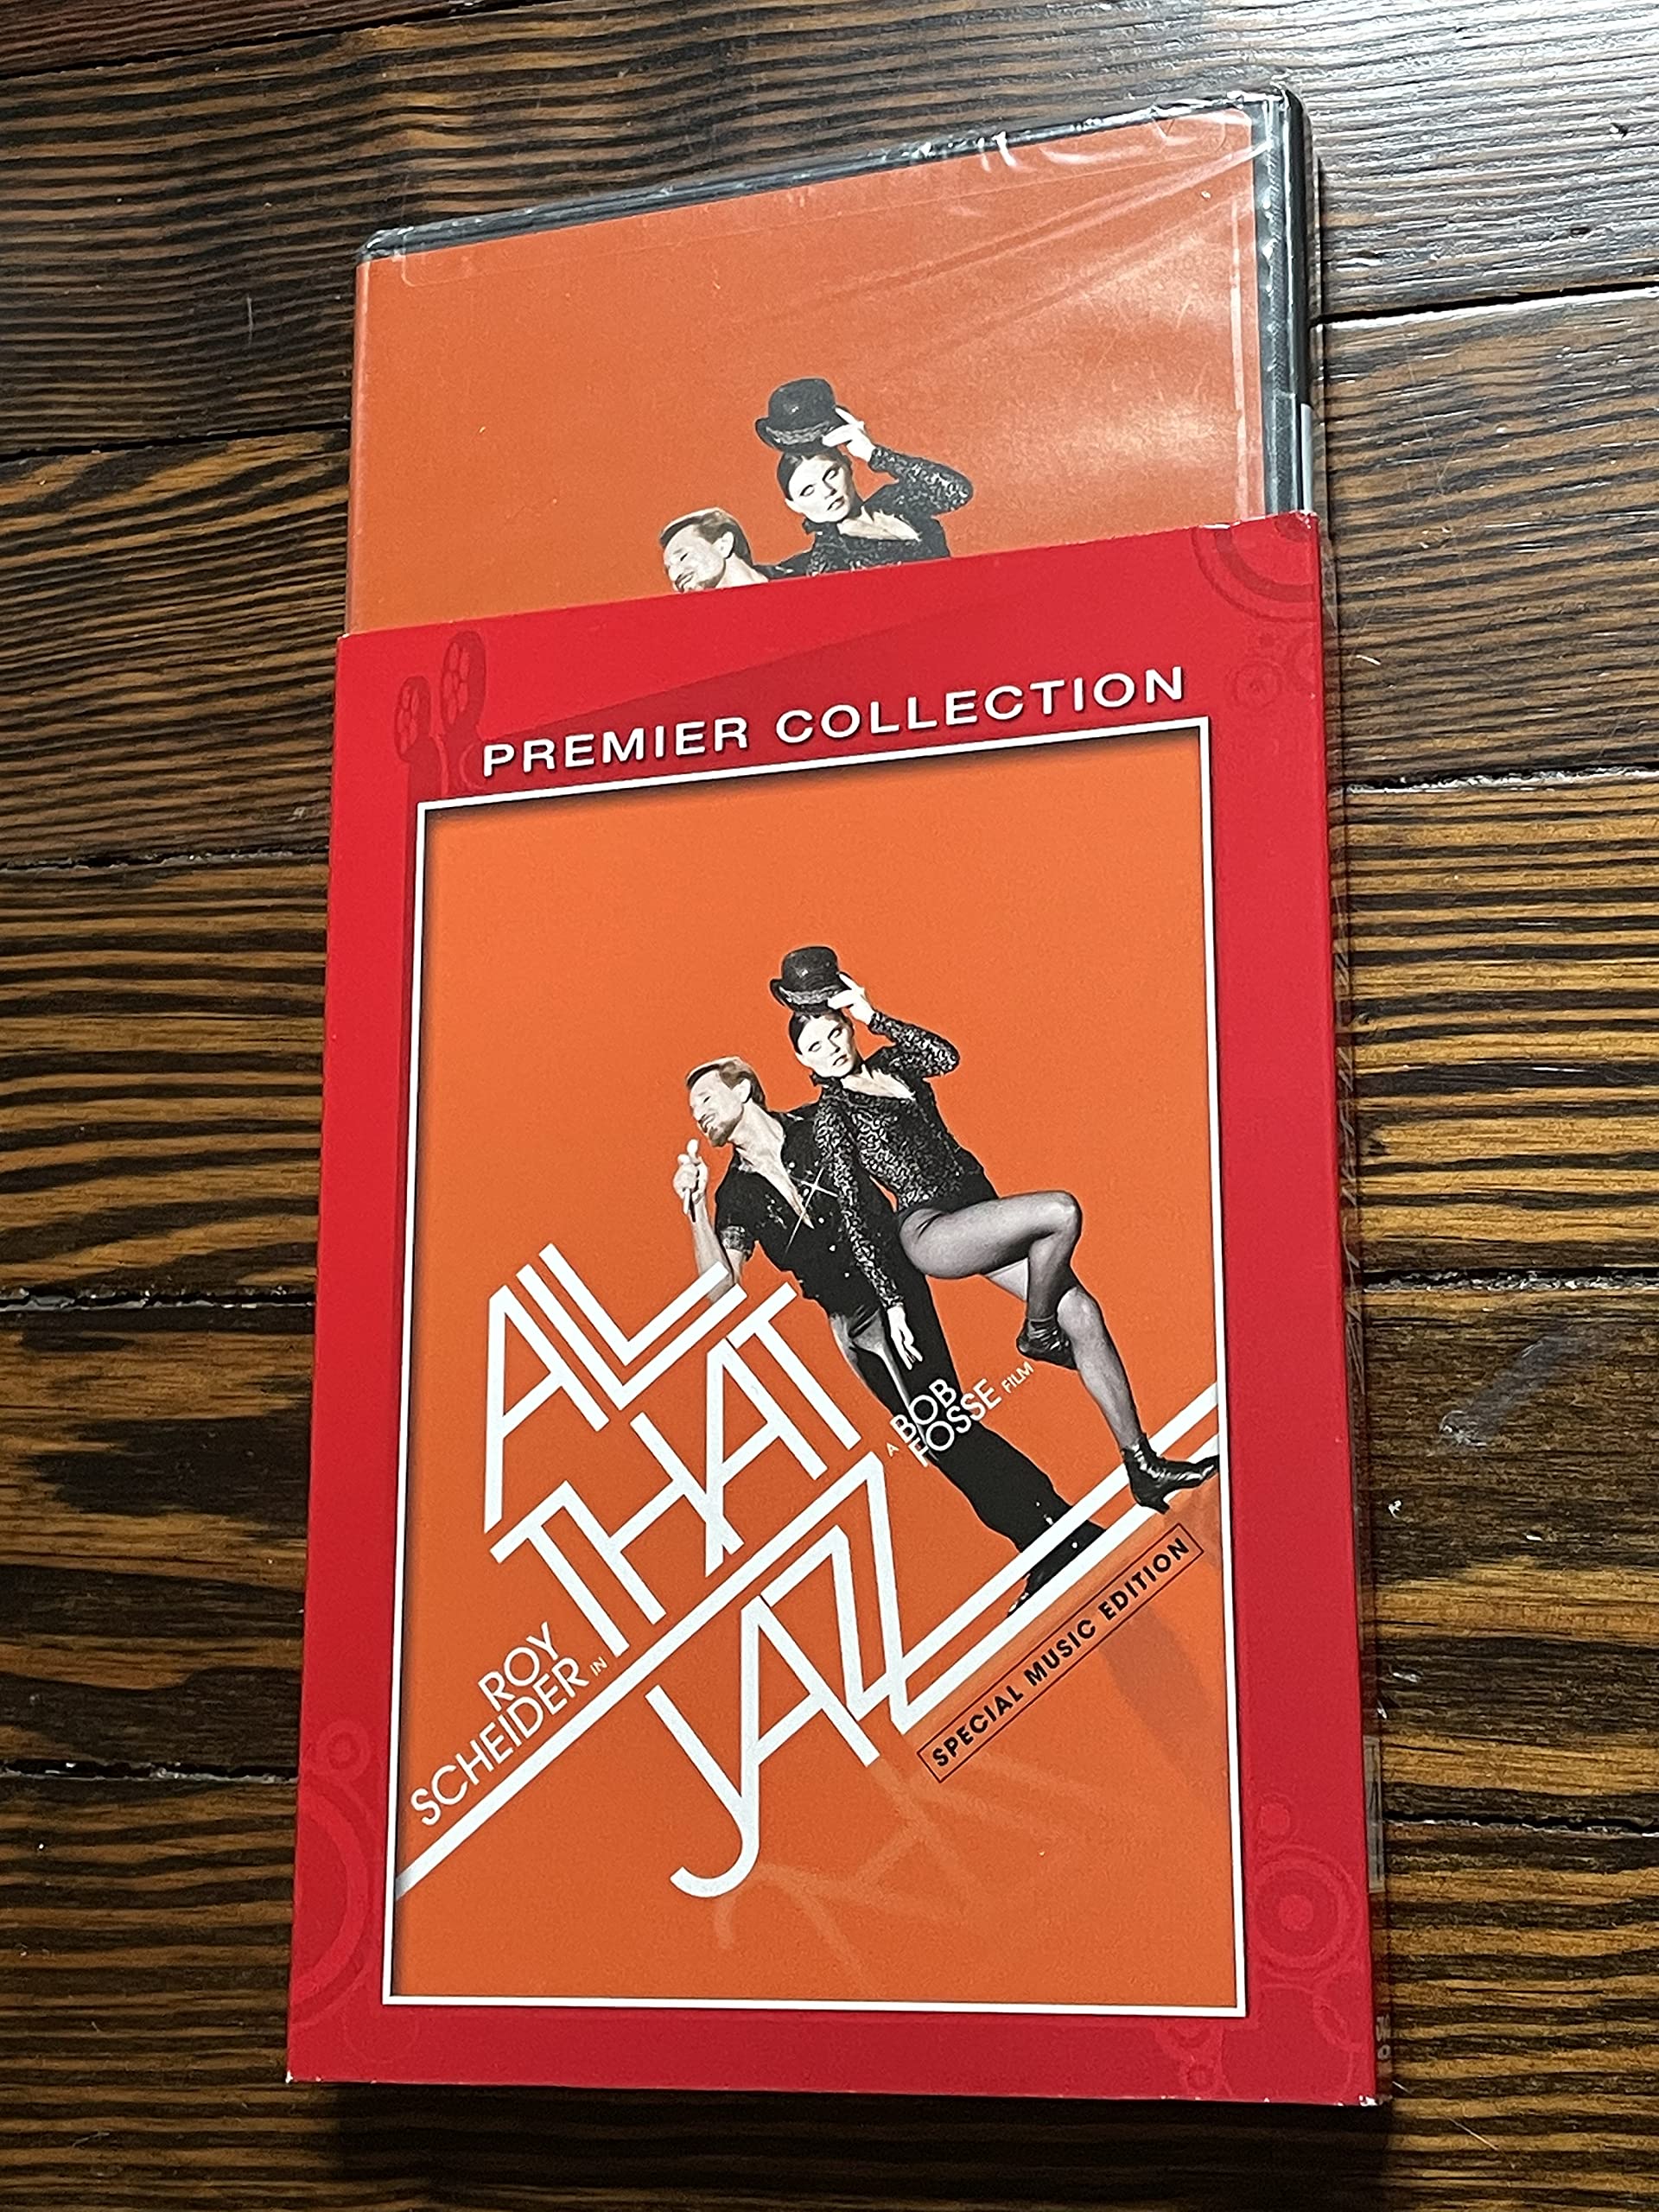 PREMIER COLLECTION
ALL
THAT
JAZZ
A BOB
FOSSE FILM
ROY
SCHEIDER IN
SPECIAL MUSIC EDITION